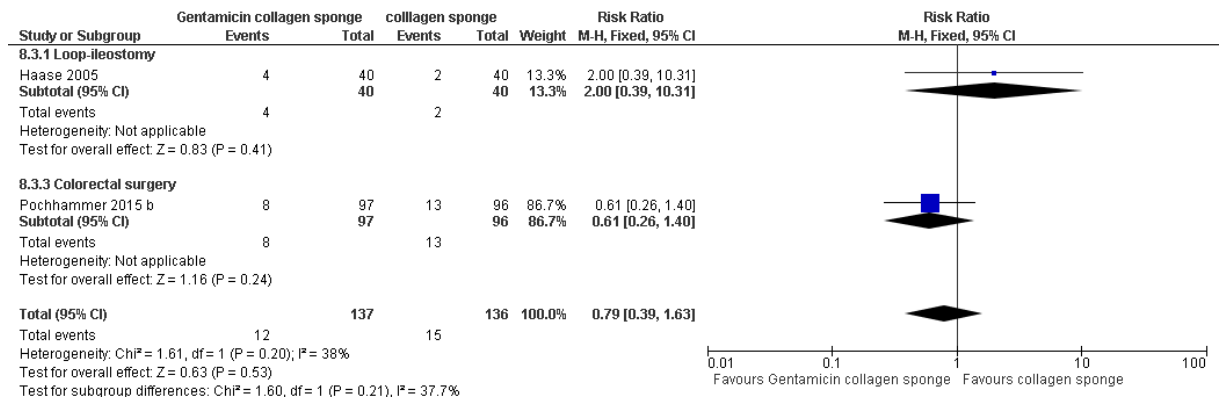 Gentamicin collagen sponge colllagen sponge Risk Ratio Risk Ratio
Study or Subgroup Events Total Events Total Weight M-H, Fixed, 95% CI M-H, Fixed, 95% CI
8.3.1 Loop-ileostomy
Haase 2005 4 40 2 40 13.3% 2.00 [0.39, 10.31]
Subtotal (95% CI) 40 40 13.3% 2.00 [0.39, 10.31]
Total events 4 2
Heterogeneity: Not applicable
Test for overall effect: Z = 0.83 (P = 0.41)
8.3.3 Colorectal surgery
Pochhammer 2015 b 8 97 13 96 86.7% 0.61 [0.26, 1.40]
Subtotal (95% CI) 97 96 86.7% 0.61 [0.26, 1.40]
Total events 8 13
Heterogeneity: Not applicable
Test for overall effect: Z = 1.16 (P = 0.24)
Total (95% CI) 137 136 100.0% 0.79 [0.39, 1.63]
Total events 12 15
Heterogeneity: Chi² = 1.61, df = 1 (P = 0.20); I² = 38%
Test for overall effect: Z = 0.63 (P = 0.53)
Test for subgroup differences: Chi² = 1.60, df = 1 (P = 0.21), I² = 37.7%
0.01 0.1 1 10 100
Favours Gentamicin collagen sponge Favours collagen sponge